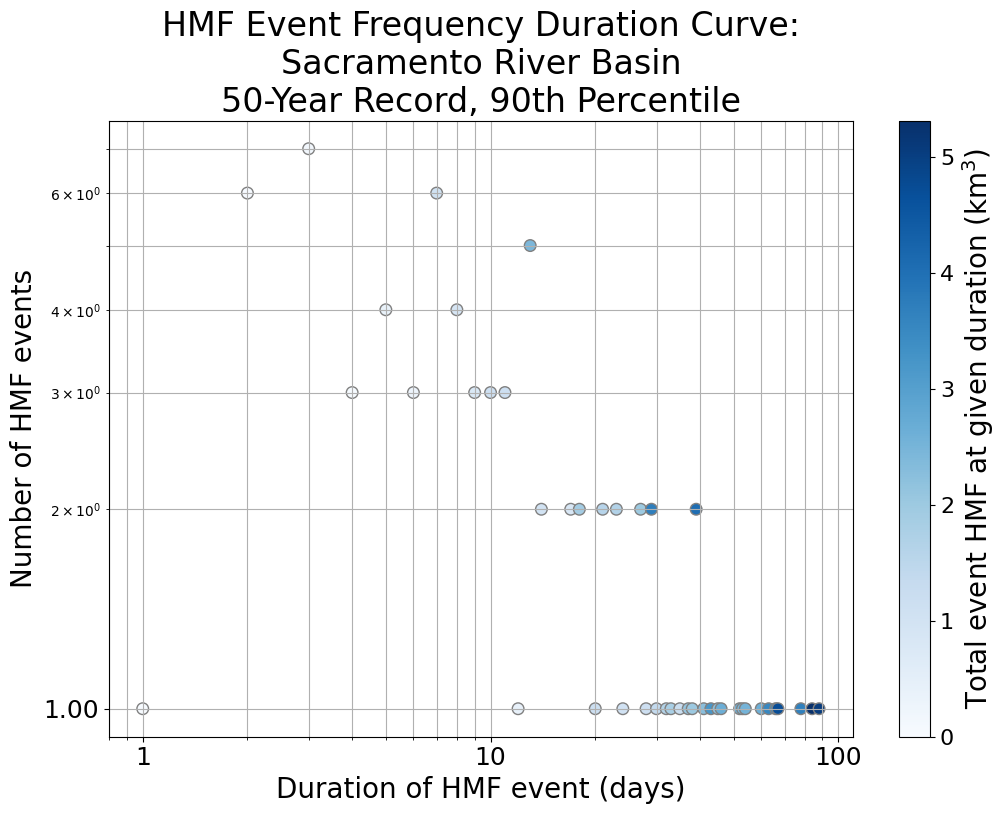 HMF Event Frequency Duration Curve:
Sacramento River Basin
50-Year Record, 90th Percentile
Number of HMF events
6 × 10⁰
4 × 10⁰
3 × 10⁰
2 × 10⁰
1.00
1 10 100
Duration of HMF event (days)
5
4
3
2
1
0
Total event HMF at given duration (km³)